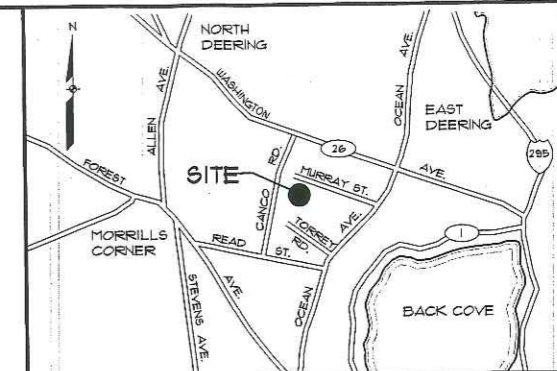 N
NORTH
DEERING
ALLEN AVE.
WASHINGTON
AVE.
26
OCEAN AVE.
EAST
DEERING
295
FOREST
AVE.
SITE
CANCO RD.
MURRAY ST.
TORREY
RD.
MORRILLS
CORNER
READ ST.
STEVENS AVE.
OCEAN AVE.
1
BACK COVE